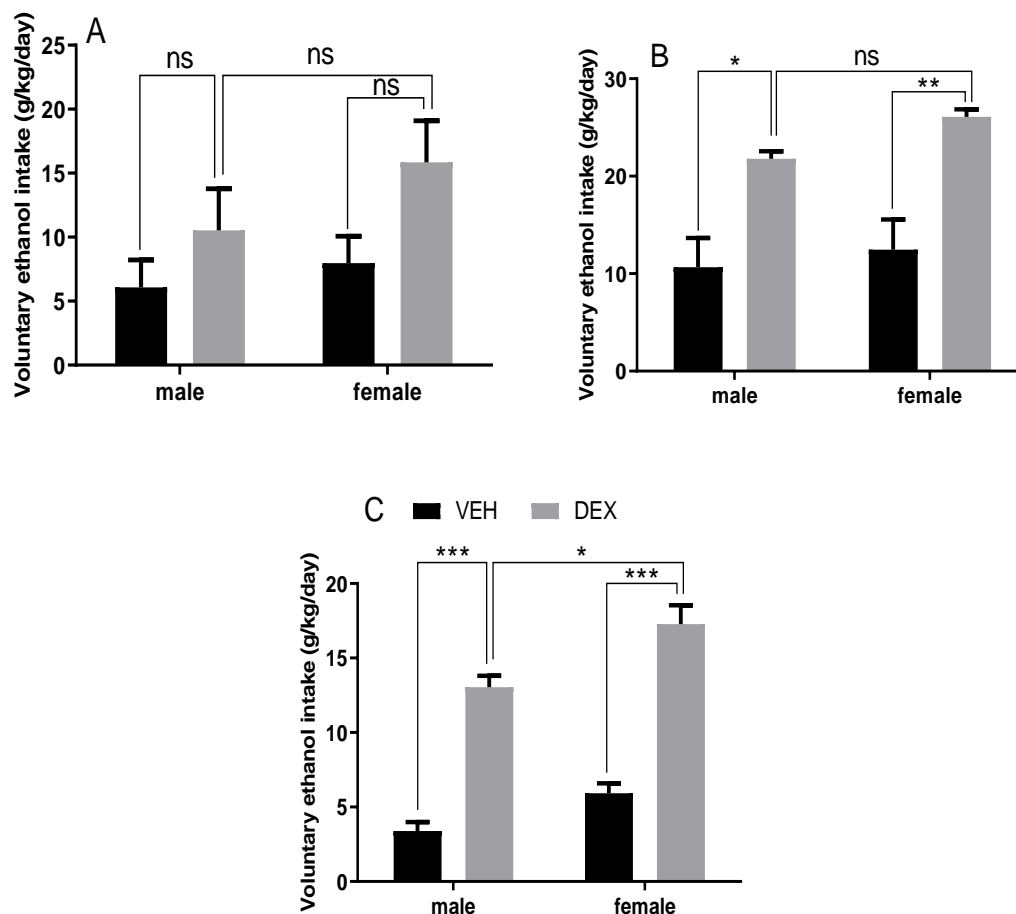 A
Voluntary ethanol intake (g/kg/day)
25
20
15
10
5
0
ns
ns
ns
male
female
B
Voluntary ethanol intake (g/kg/day)
30
20
10
0
*
ns
**
male
female
C
VEH
DEX
Voluntary ethanol intake (g/kg/day)
20
15
10
5
0
***
*
***
male
female